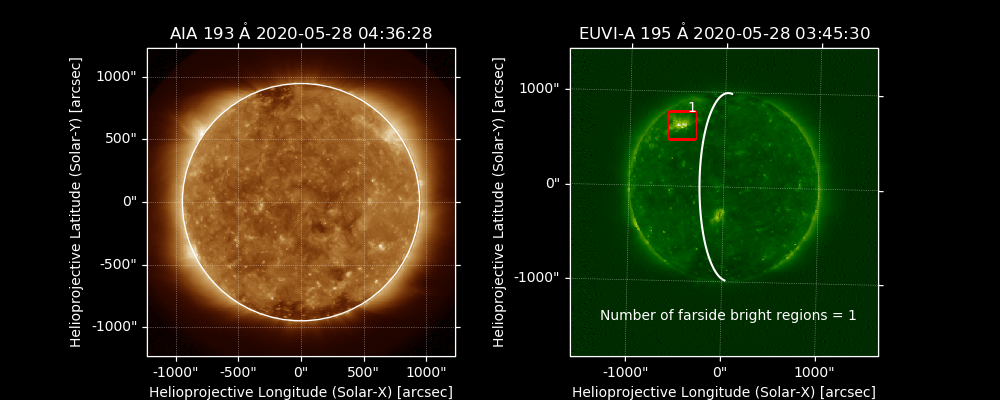 AIA 193 Å 2020-05-28 04:36:28
Helioprojective Latitude (Solar-Y) [arcsec]
1000"
500"
0"
-500"
-1000"
-1000" -500" 0" 500" 1000"
Helioprojective Longitude (Solar-X) [arcsec]
EUVI-A 195 Å 2020-05-28 03:45:30
Helioprojective Latitude (Solar-Y) [arcsec]
1000"
0"
-1000"
1
Number of farside bright regions = 1
-1000" 0" 1000"
Helioprojective Longitude (Solar-X) [arcsec]